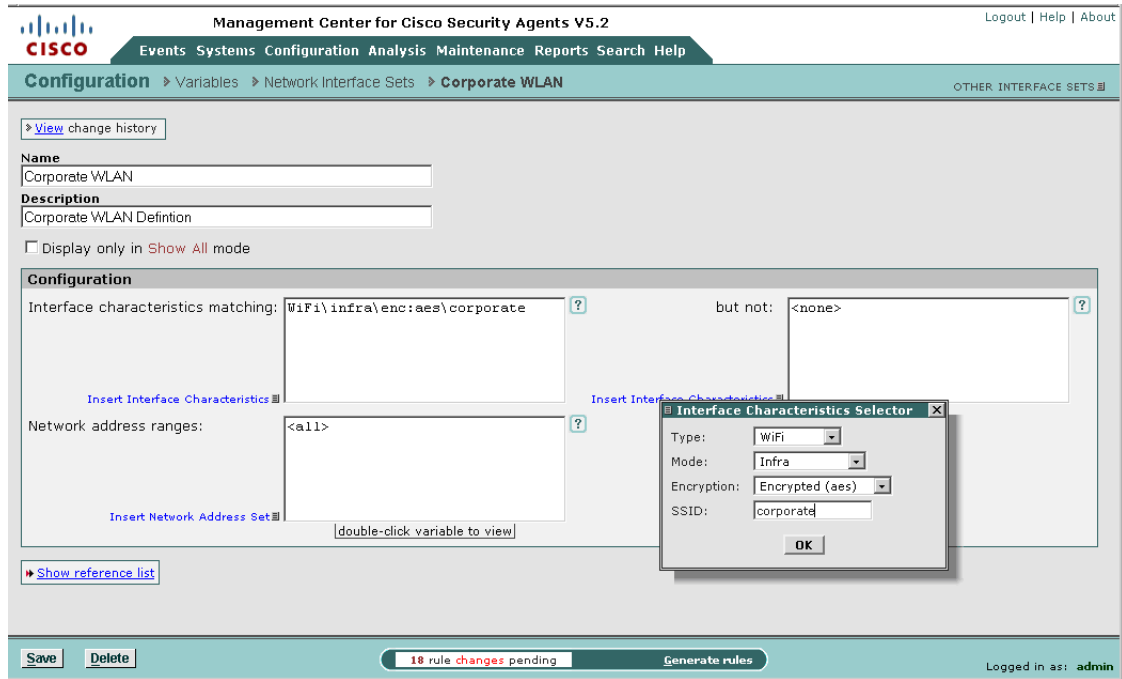 Management Center for Cisco Security Agents V5.2
Logout | Help | About
CISCO
Events Systems Configuration Analysis Maintenance Reports Search Help
Configuration > Variables > Network Interface Sets > Corporate WLAN
OTHER INTERFACE SETS
View change history
Name
Corporate WLAN
Description
Corporate WLAN Defintion
Display only in Show All mode
Configuration
Interface characteristics matching: WiFi\infra\enc:aes\corporate ? but not: <none> ?
Insert Interface Characteristics Insert Interface Characteristics
Network address ranges: <all> ?
Insert Network Address Set
double-click variable to view
Interface Characteristics Selector X
Type: WiFi
Mode: Infra
Encryption: Encrypted (aes)
SSID: corporate
OK
Show reference list
Save Delete 18 rule changes pending Generate rules
Logged in as: admin